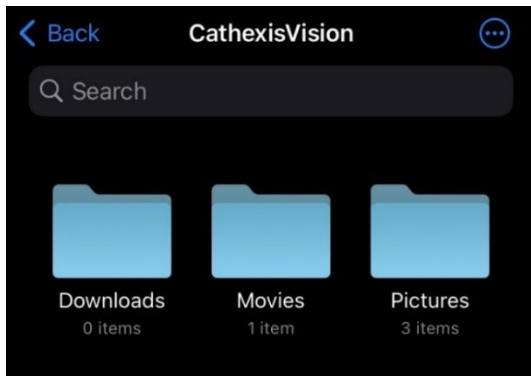 Back CathexisVision
Search
Downloads Movies Pictures
0 items 1 item 3 items